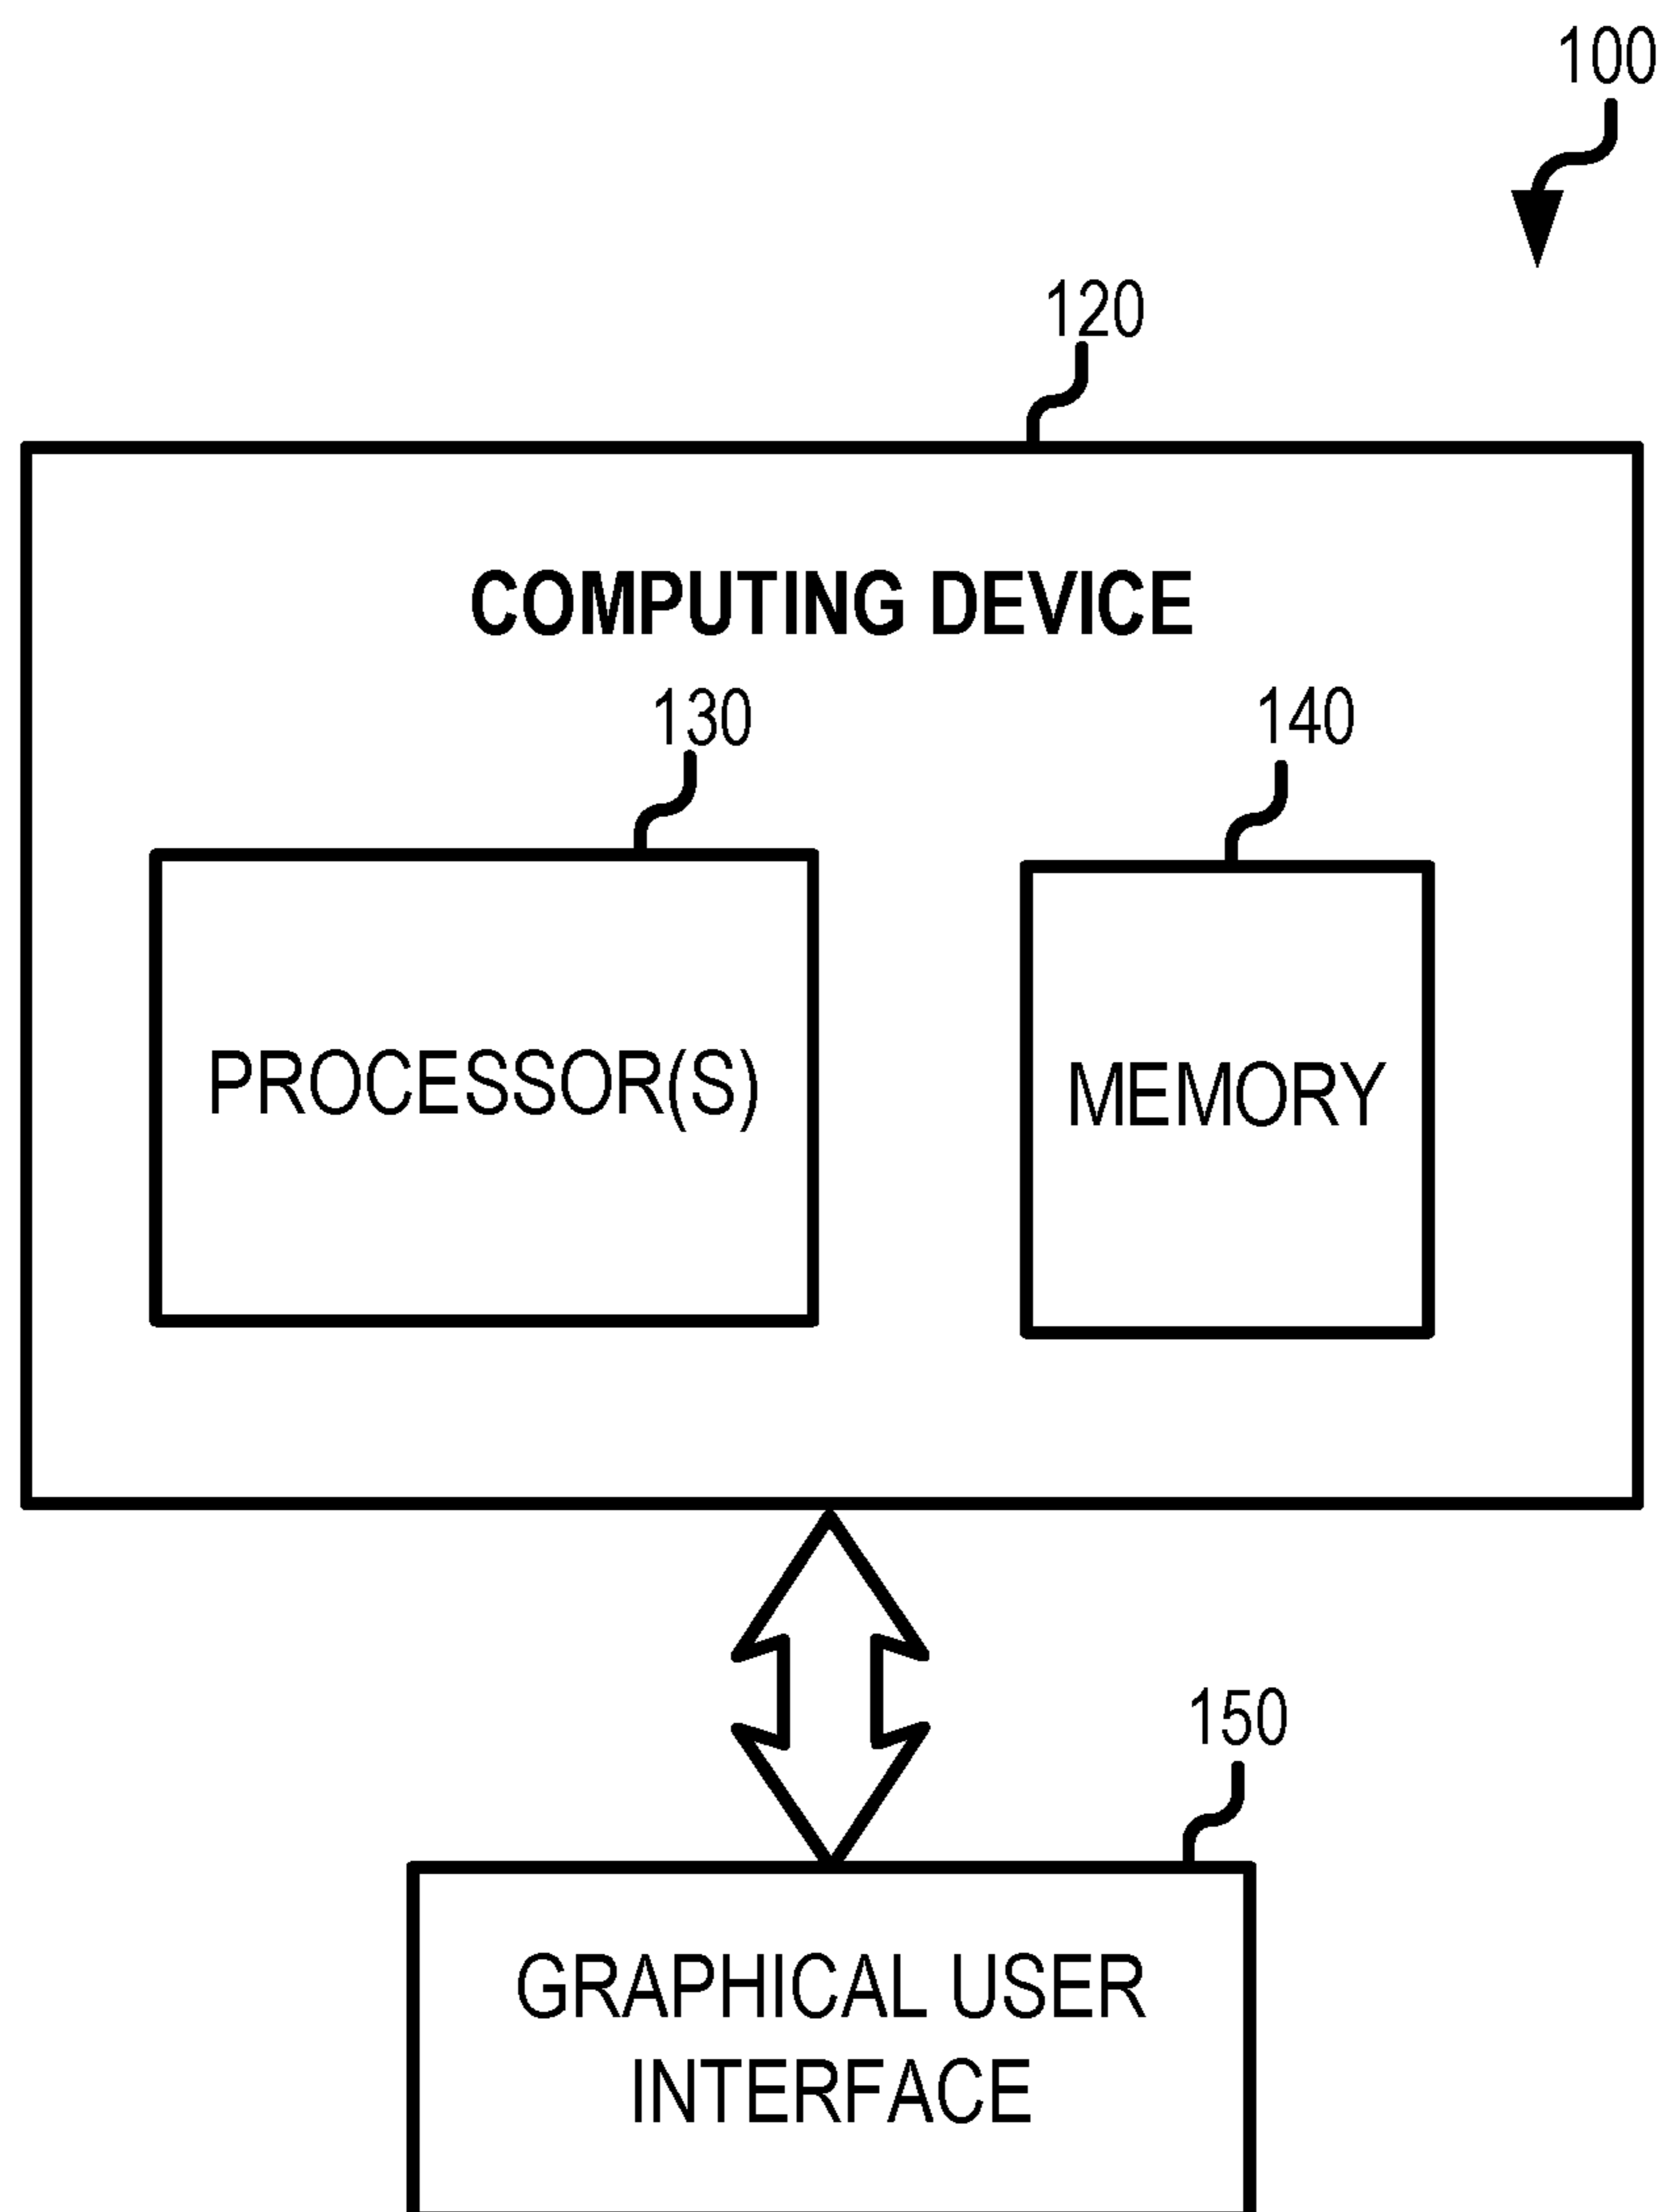 100
120
COMPUTING DEVICE
130
140
PROCESSOR(S)
MEMORY
150
GRAPHICAL USER
INTERFACE